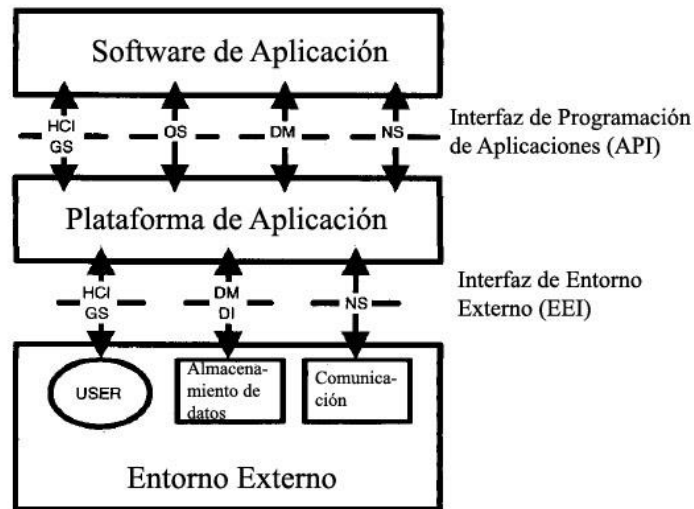 Software de Aplicación
HCI
GS
OS
DM
NS
Interfaz de Programación
de Aplicaciones (API)
Plataforma de Aplicación
HCI
GS
DM
DI
NS
Interfaz de Entorno
Externo (EEI)
USER
Almacena-
miento de
datos
Comunica-
ción
Entorno Externo